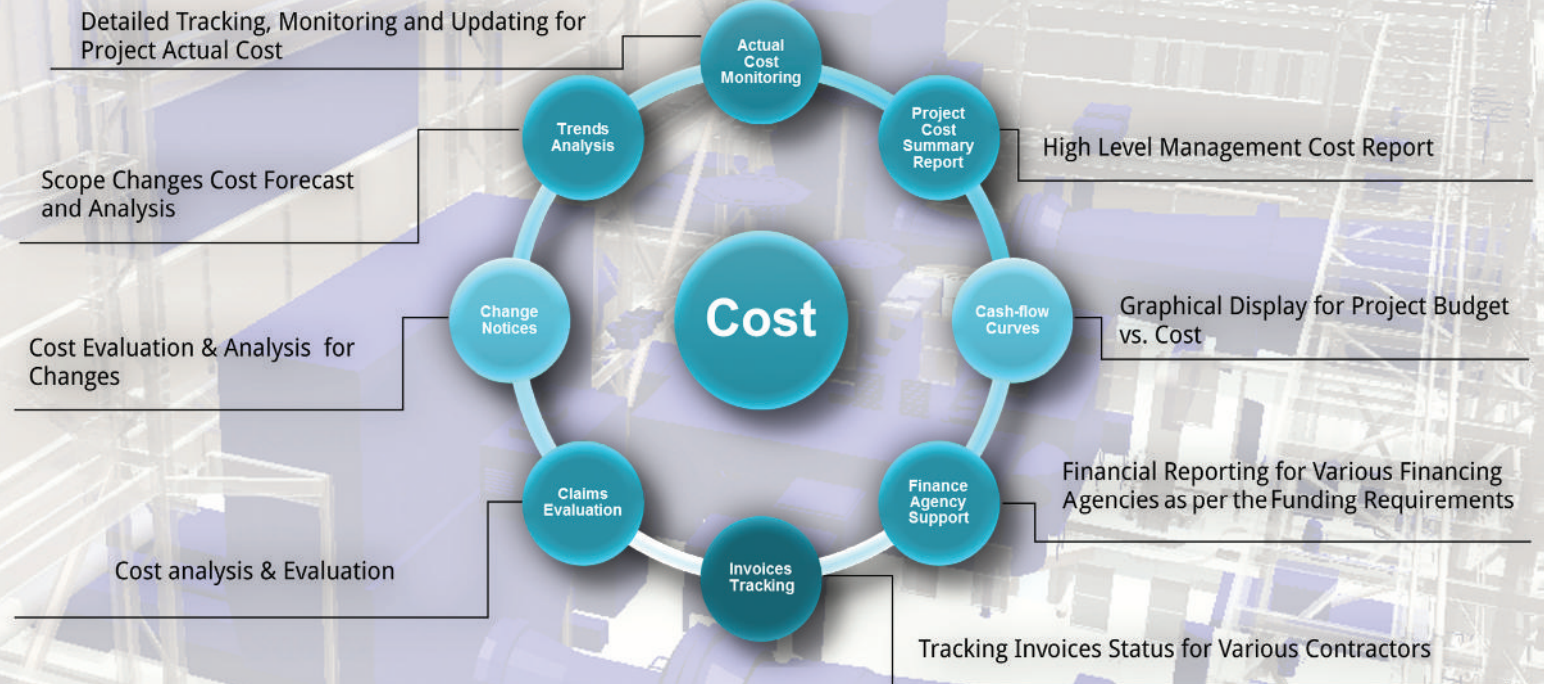 Detailed Tracking, Monitoring and Updating for
Project Actual Cost
Actual
Cost
Monitoring
Project
Cost
Summary
Report
High Level Management Cost Report
Trends
Analysis
Scope Changes Cost Forecast
and Analysis
Cost
Cash-flow
Curves
Graphical Display for Project Budget
vs. Cost
Change
Notices
Cost Evaluation & Analysis for
Changes
Finance
Agency
Support
Financial Reporting for Various Financing
Agencies as per the Funding Requirements
Claims
Evaluation
Cost analysis & Evaluation
Invoices
Tracking
Tracking Invoices Status for Various Contractors